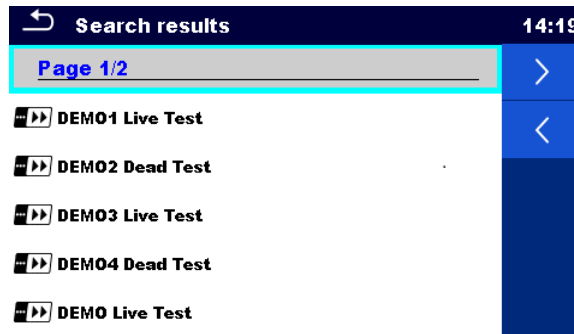 Search results 14:19
Page 1/2
DEMO1 Live Test
DEMO2 Dead Test
DEMO3 Live Test
DEMO4 Dead Test
DEMO Live Test